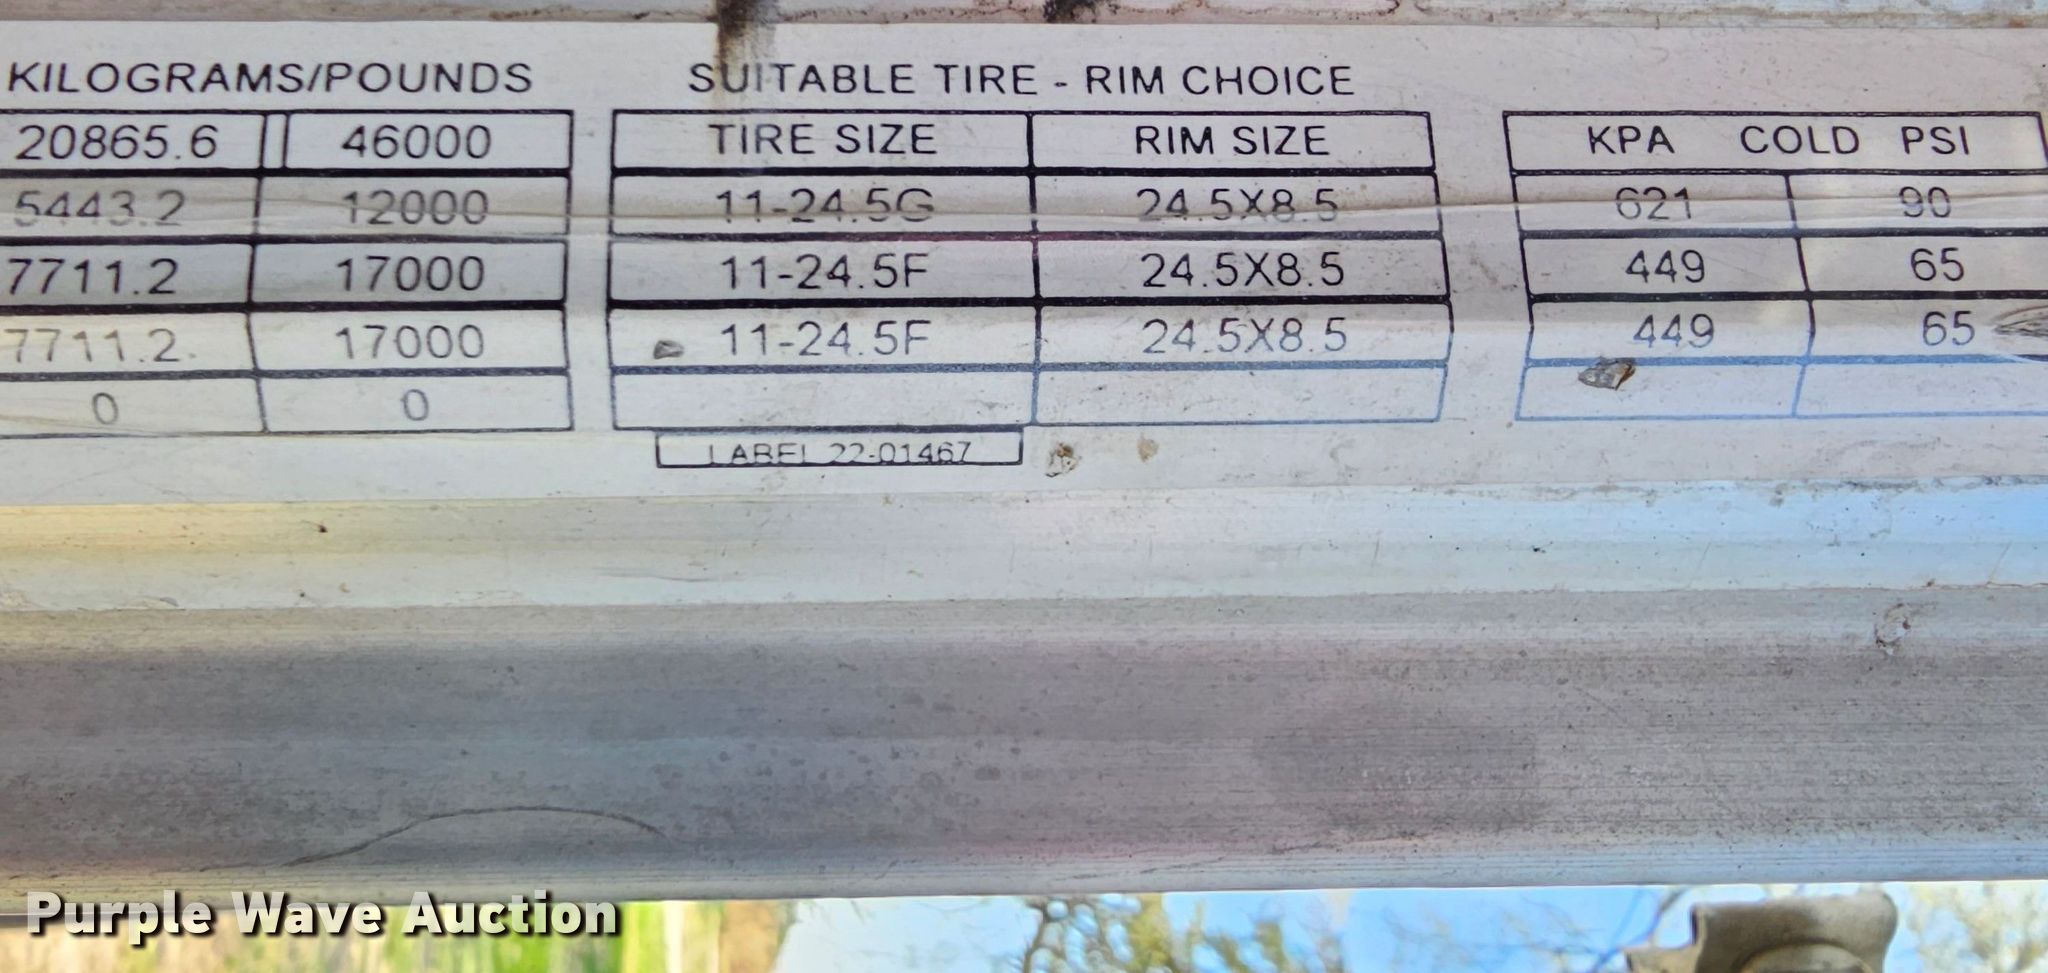 KILOGRAMS/POUNDS SUITABLE TIRE - RIM CHOICE
20865.6 46000 TIRE SIZE RIM SIZE KPA COLD PSI
5443.2 12000 11-24.5G 24.5X8.5 621 90
7711.2 17000 11-24.5F 24.5X8.5 449 65
7711.2 17000 11-24.5F 24.5X8.5 449 65
0 0
LABEL 22-01467
Purple Wave Auction